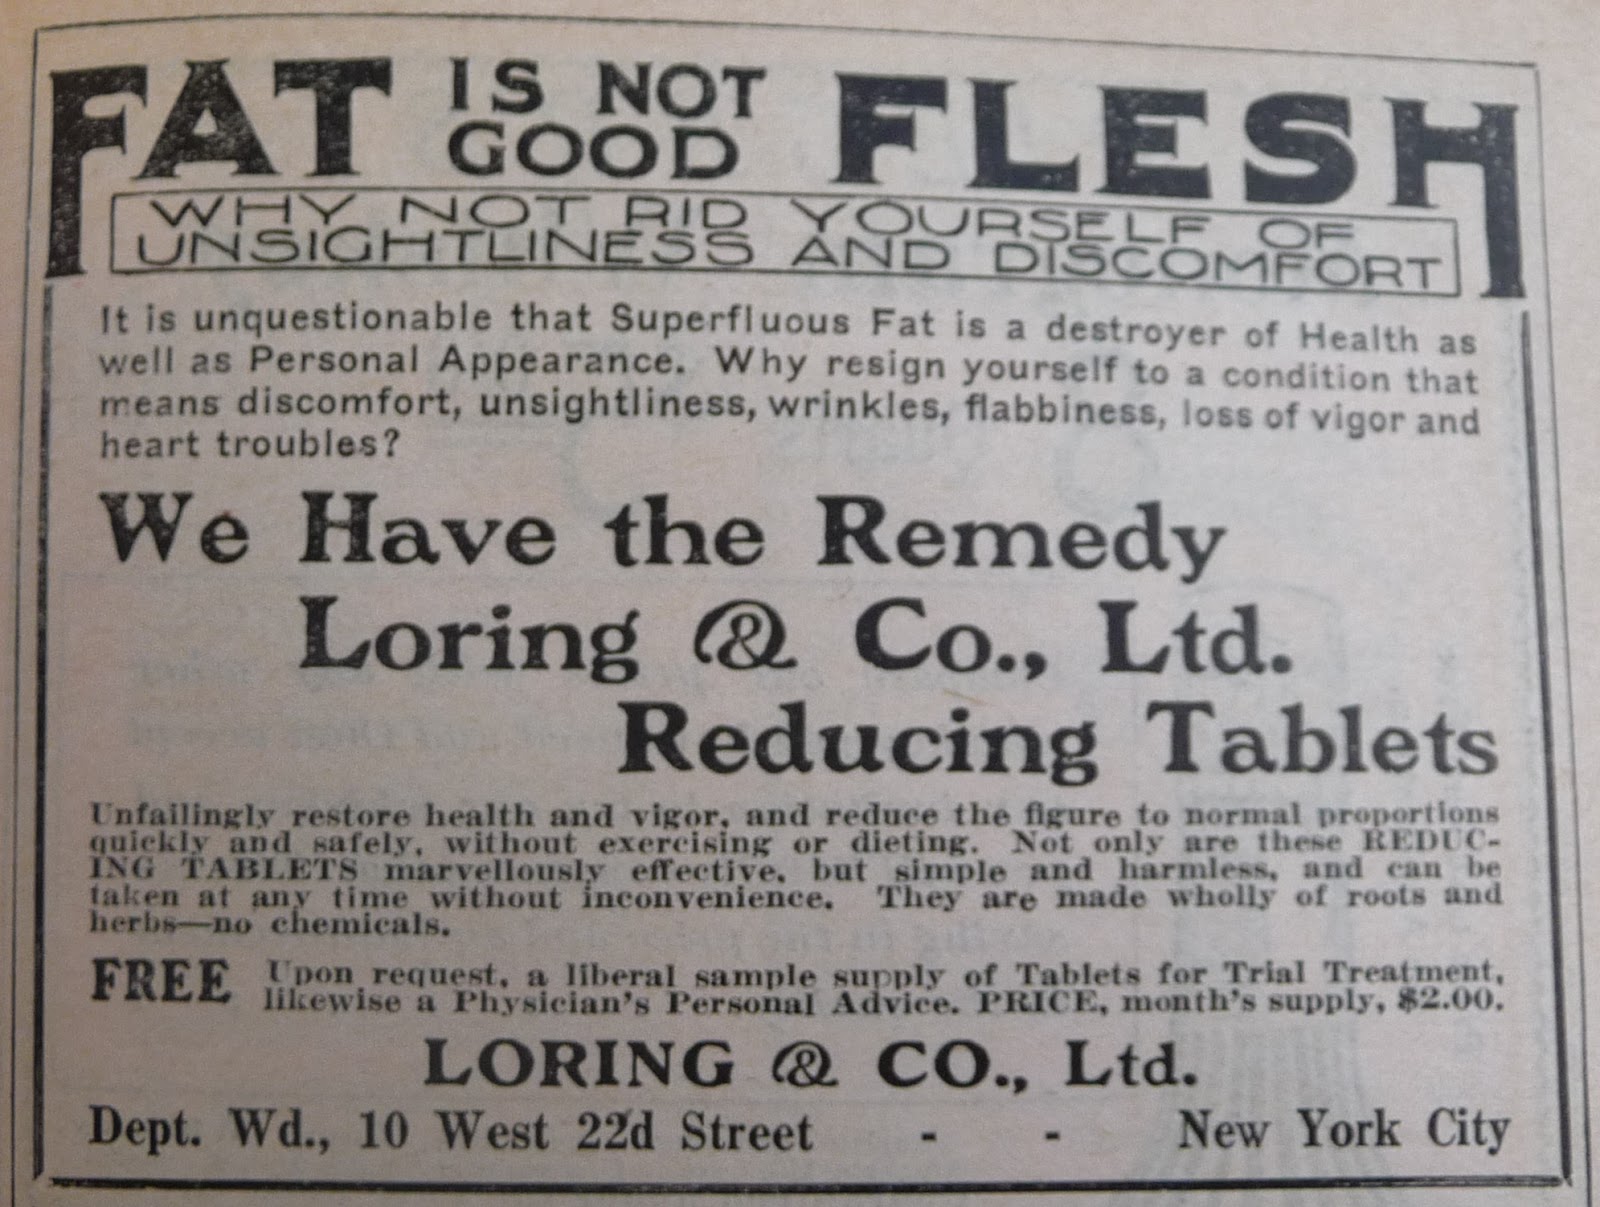 FAT IS NOT GOOD FLESH
WHY NOT RID YOURSELF OF
UNSIGHTLINESS AND DISCOMFORT
It is unquestionable that Superfluous Fat is a destroyer of Health as
well as Personal Appearance. Why resign yourself to a condition that
means discomfort, unsightliness, wrinkles, flabbiness, loss of vigor and
heart troubles?
We Have the Remedy
Loring & Co., Ltd.
Reducing Tablets
Unfailingly restore health and vigor, and reduce the figure to normal proportions
quickly and safely, without exercising or dieting. Not only are these REDUC-
ING TABLETS marvellously effective, but simple and harmless, and can be
taken at any time without inconvenience. They are made wholly of roots and
herbs—no chemicals.
FREE Upon request, a liberal sample supply of Tablets for Trial Treatment,
likewise a Physician's Personal Advice. PRICE, month's supply, $2.00.
LORING & CO., Ltd.
Dept. Wd., 10 West 22d Street - - New York City